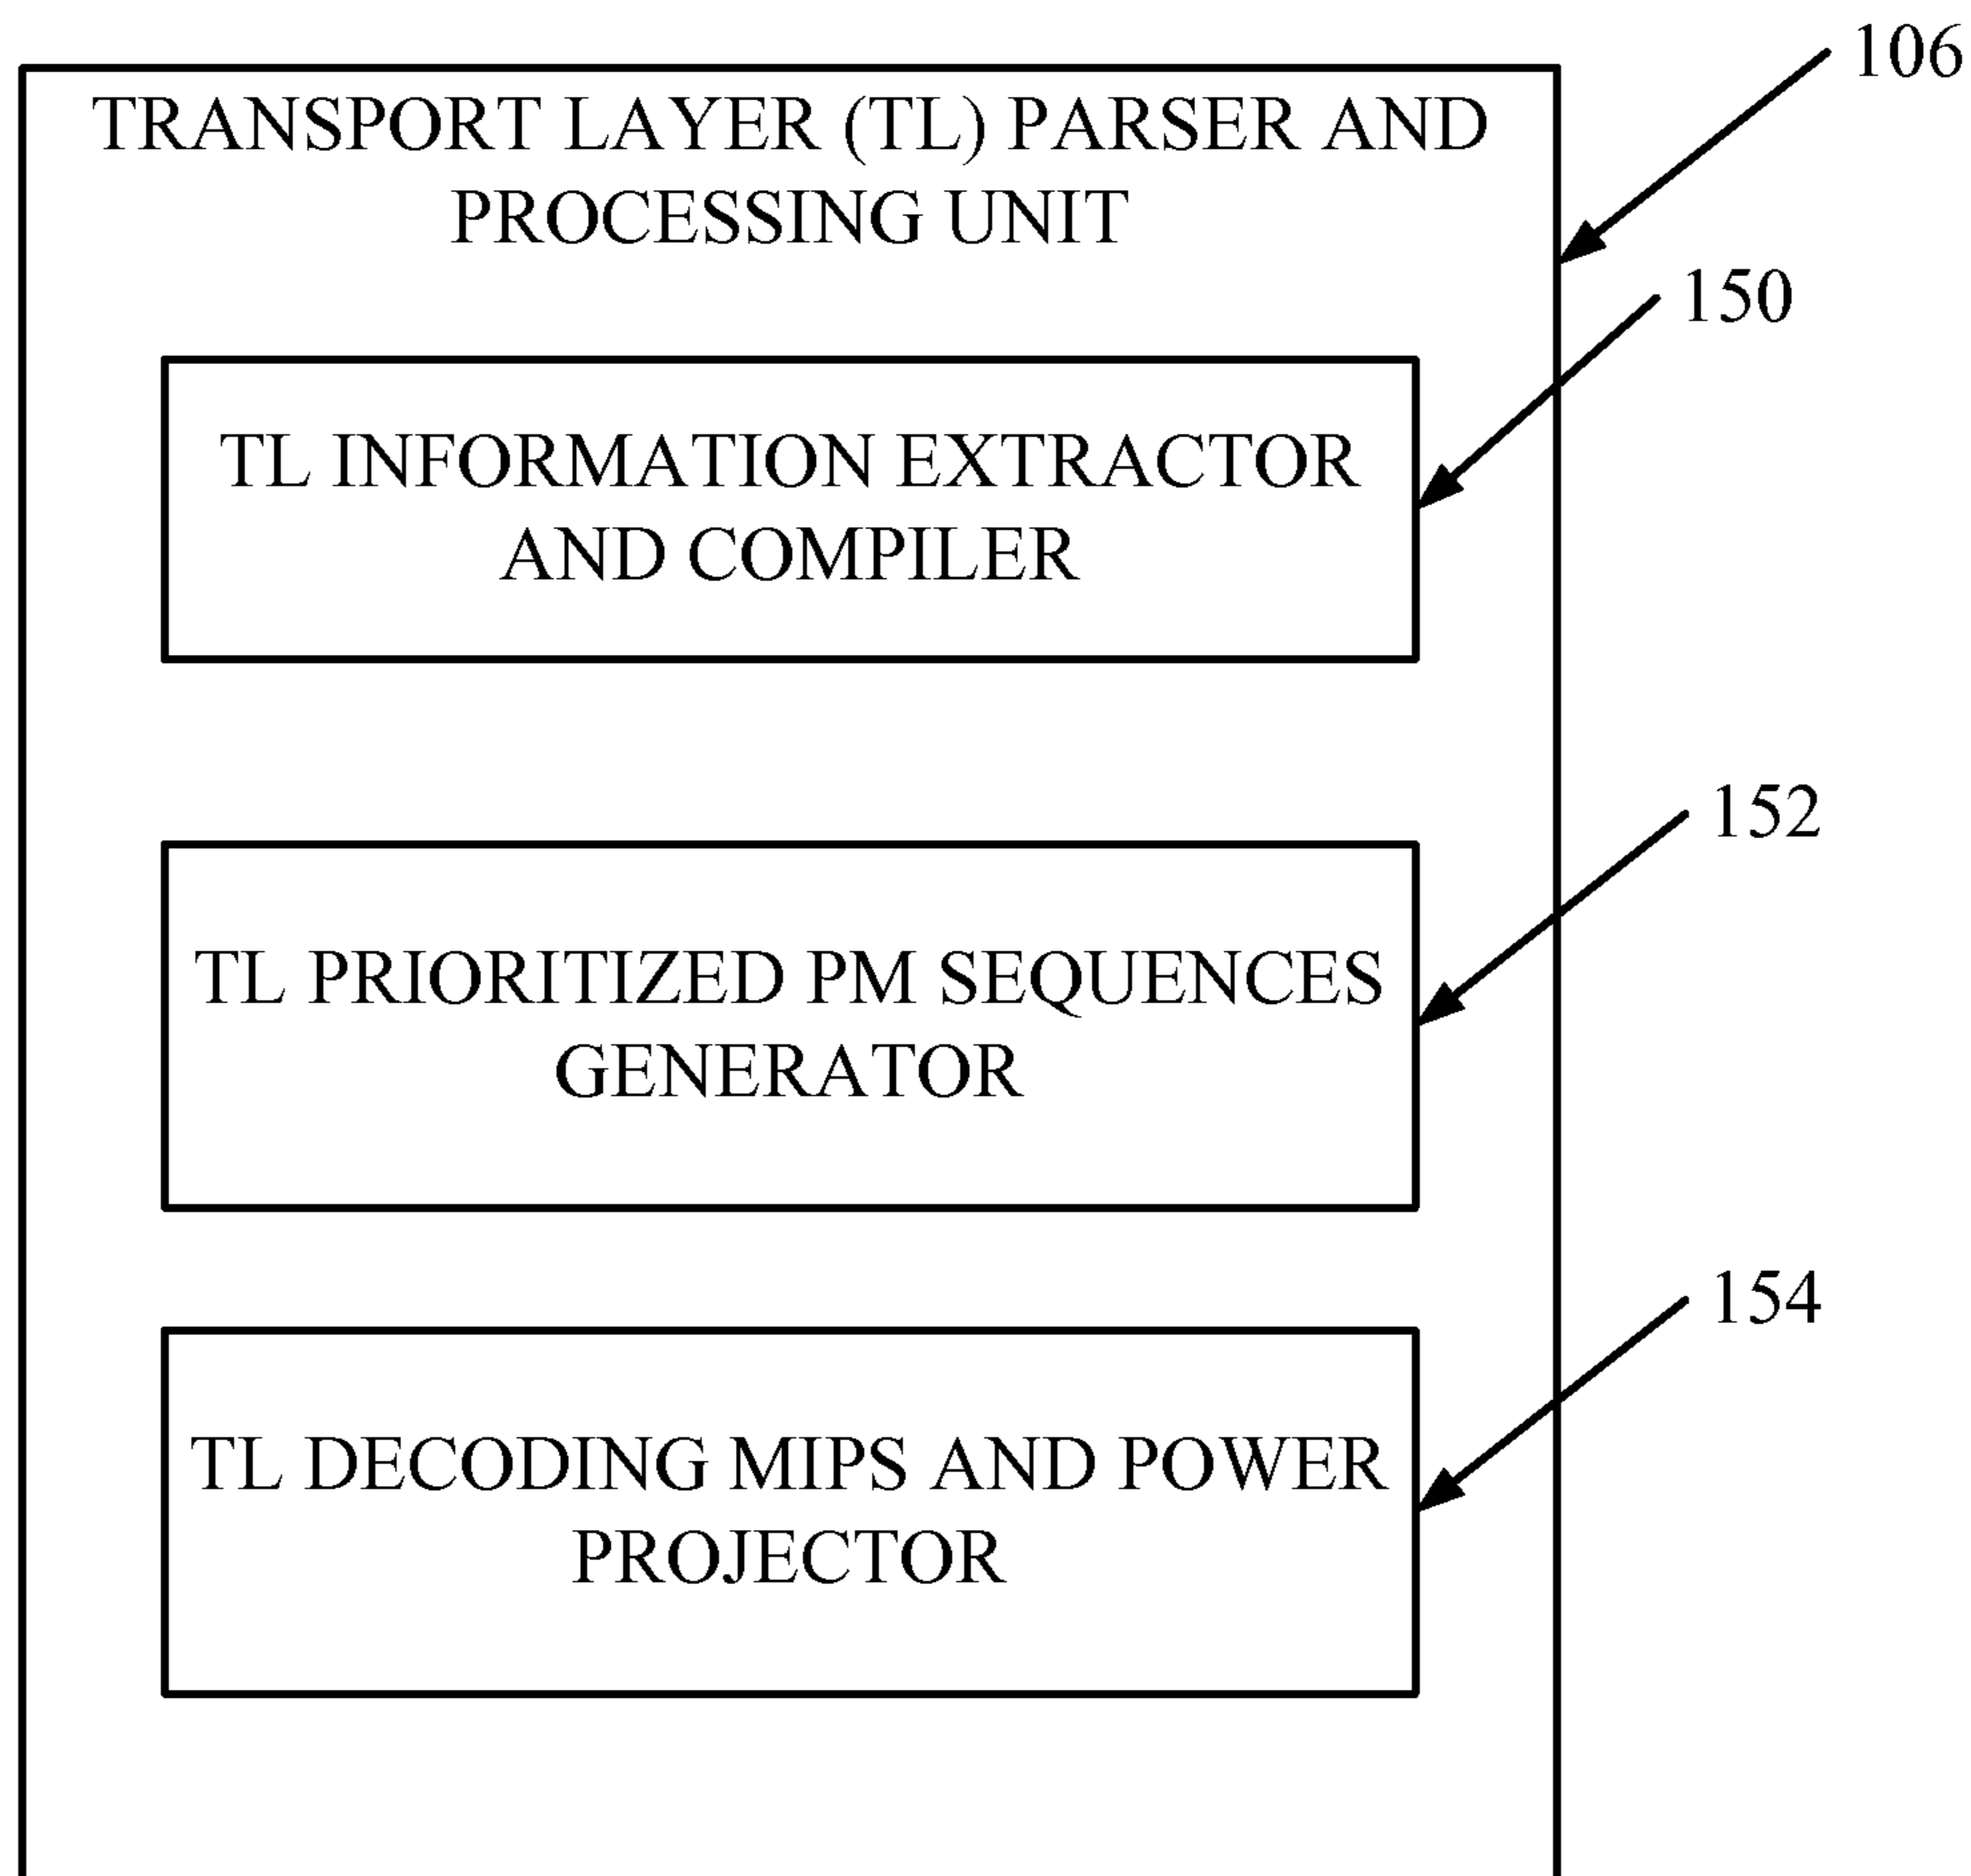 106
TRANSPORT LAYER (TL) PARSER AND
PROCESSING UNIT
150
TL INFORMATION EXTRACTOR
AND COMPILER
152
TL PRIORITIZED PM SEQUENCES
GENERATOR
154
TL DECODING MIPS AND POWER
PROJECTOR